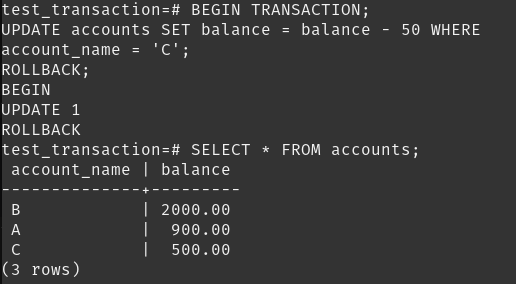 test_transaction=# BEGIN TRANSACTION;
UPDATE accounts SET balance = balance - 50 WHERE
account_name = 'C';
ROLLBACK;
BEGIN
UPDATE 1
ROLLBACK
test_transaction=# SELECT * FROM accounts;
 account_name | balance
--------------+---------
 B            | 2000.00
 A            |  900.00
 C            |  500.00
(3 rows)